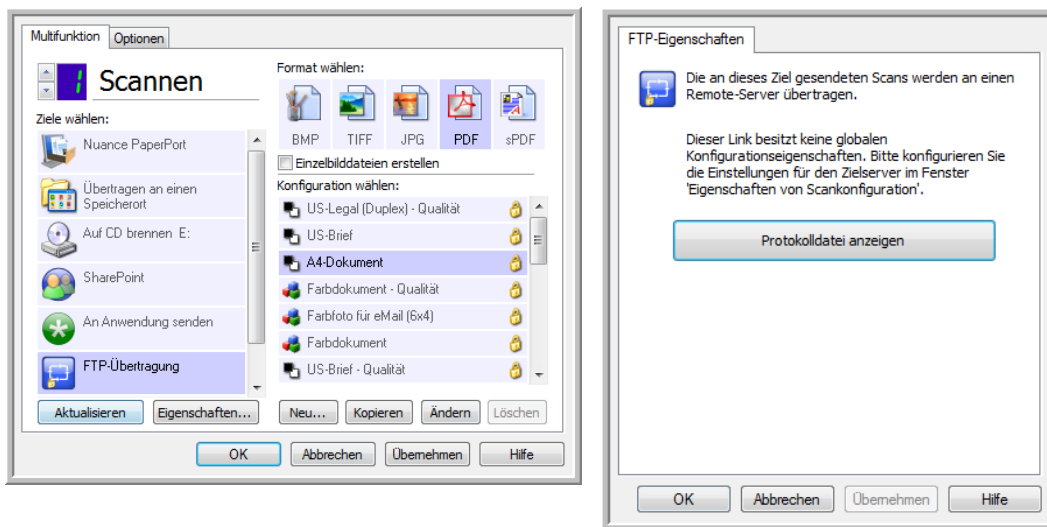 Multifunktion Optionen
1 Scannen
Ziele wählen:
Nuance PaperPort
Übertragen an einen
Speicherort
Auf CD brennen E:
SharePoint
An Anwendung senden
FTP-Übertragung
Aktualisieren Eigenschaften...
Format wählen:
BMP TIFF JPG PDF sPDF
Einzelbilddateien erstellen
Konfiguration wählen:
US-Legal (Duplex) - Qualität
US-Brief
A4-Dokument
Farbdokument - Qualität
Farbfoto für eMail (6x4)
Farbdokument
US-Brief - Qualität
Neu... Kopieren Ändern Löschen
OK Abbrechen Übernehmen Hilfe
FTP-Eigenschaften
Die an dieses Ziel gesendeten Scans werden an einen
Remote-Server übertragen.
Dieser Link besitzt keine globalen
Konfigurationseigenschaften. Bitte konfigurieren Sie
die Einstellungen für den Zielserver im Fenster
'Eigenschaften von Scankonfiguration'.
Protokolldatei anzeigen
OK Abbrechen Übernehmen Hilfe